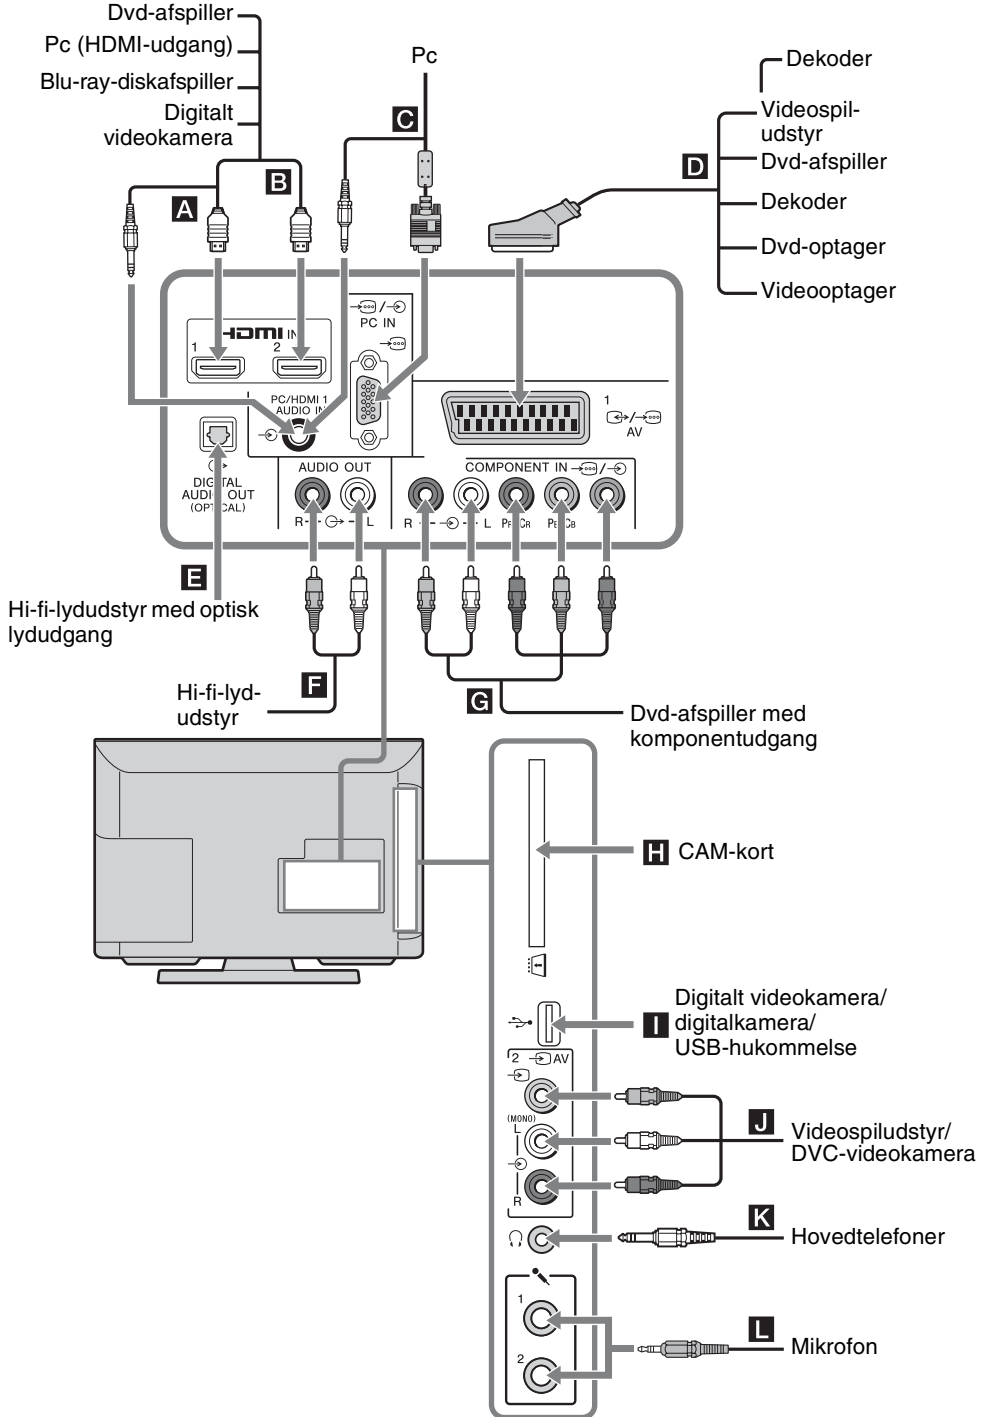 Dvd-afspiller
Pc (HDMI-udgang)
Blu-ray-diskafspiller
Digitalt
videokamera
Pc
Dekoder
Videospil-
udstyr
Dvd-afspiller
Dekoder
Dvd-optager
Videooptager
A
B
C
D
HDMI IN
1
2
PC IN
PC/HDMI 1
AUDIO IN
1
AV
DIGITAL
AUDIO OUT
(OPTICAL)
AUDIO OUT
R
L
COMPONENT IN
R
L
PR/CR
PB/CB
E
Hi-fi-lydudstyr med optisk
lydudgang
F
Hi-fi-lyd-
udstyr
G
Dvd-afspiller med
komponentudgang
H CAM-kort
I
Digitalt videokamera/
digitalkamera/
USB-hukommelse
2
AV
(MONO)
L
R
J
Videospiludstyr/
DVC-videokamera
K
Hovedtelefoner
1
2
L
Mikrofon